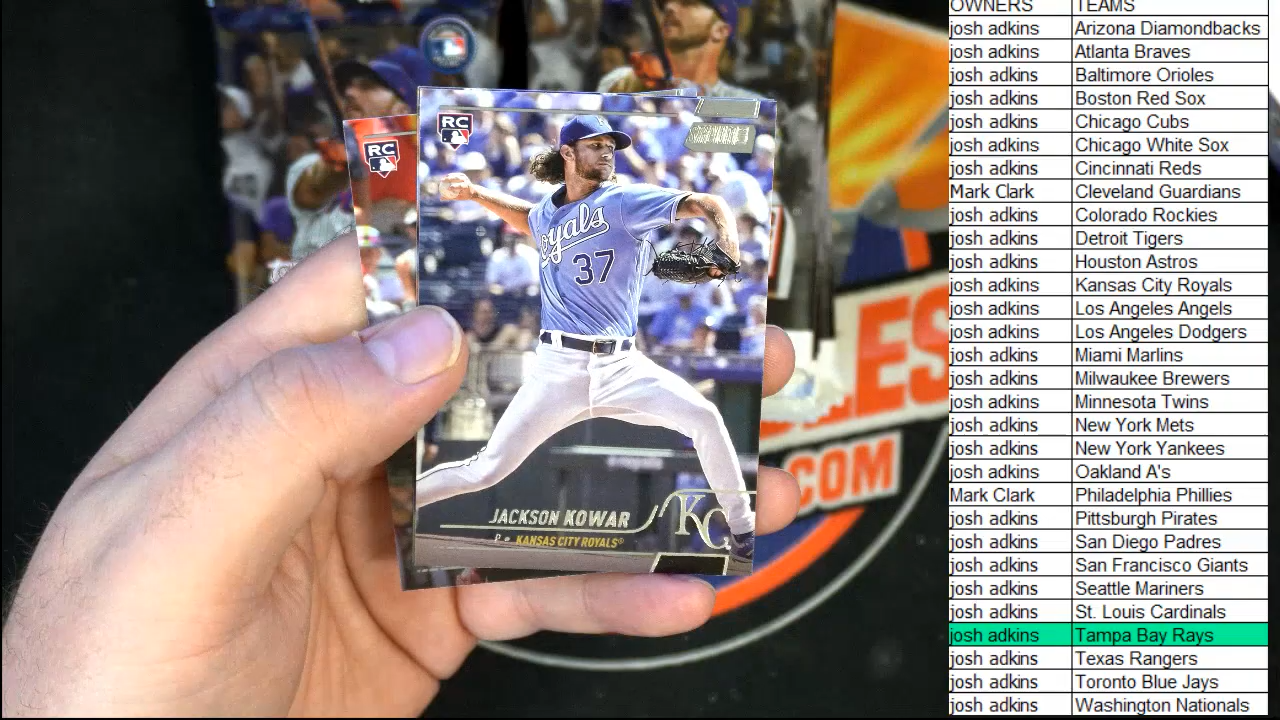 RC
RC
Royals
37
JACKSON KOWAR
P • KANSAS CITY ROYALS®
KC
ES
.COM
OWNERS TEAMS
josh adkins Arizona Diamondbacks
josh adkins Atlanta Braves
josh adkins Baltimore Orioles
josh adkins Boston Red Sox
josh adkins Chicago Cubs
josh adkins Chicago White Sox
josh adkins Cincinnati Reds
Mark Clark Cleveland Guardians
josh adkins Colorado Rockies
josh adkins Detroit Tigers
josh adkins Houston Astros
josh adkins Kansas City Royals
josh adkins Los Angeles Angels
josh adkins Los Angeles Dodgers
josh adkins Miami Marlins
josh adkins Milwaukee Brewers
josh adkins Minnesota Twins
josh adkins New York Mets
josh adkins New York Yankees
josh adkins Oakland A's
Mark Clark Philadelphia Phillies
josh adkins Pittsburgh Pirates
josh adkins San Diego Padres
josh adkins San Francisco Giants
josh adkins Seattle Mariners
josh adkins St. Louis Cardinals
josh adkins Tampa Bay Rays
josh adkins Texas Rangers
josh adkins Toronto Blue Jays
josh adkins Washington Nationals